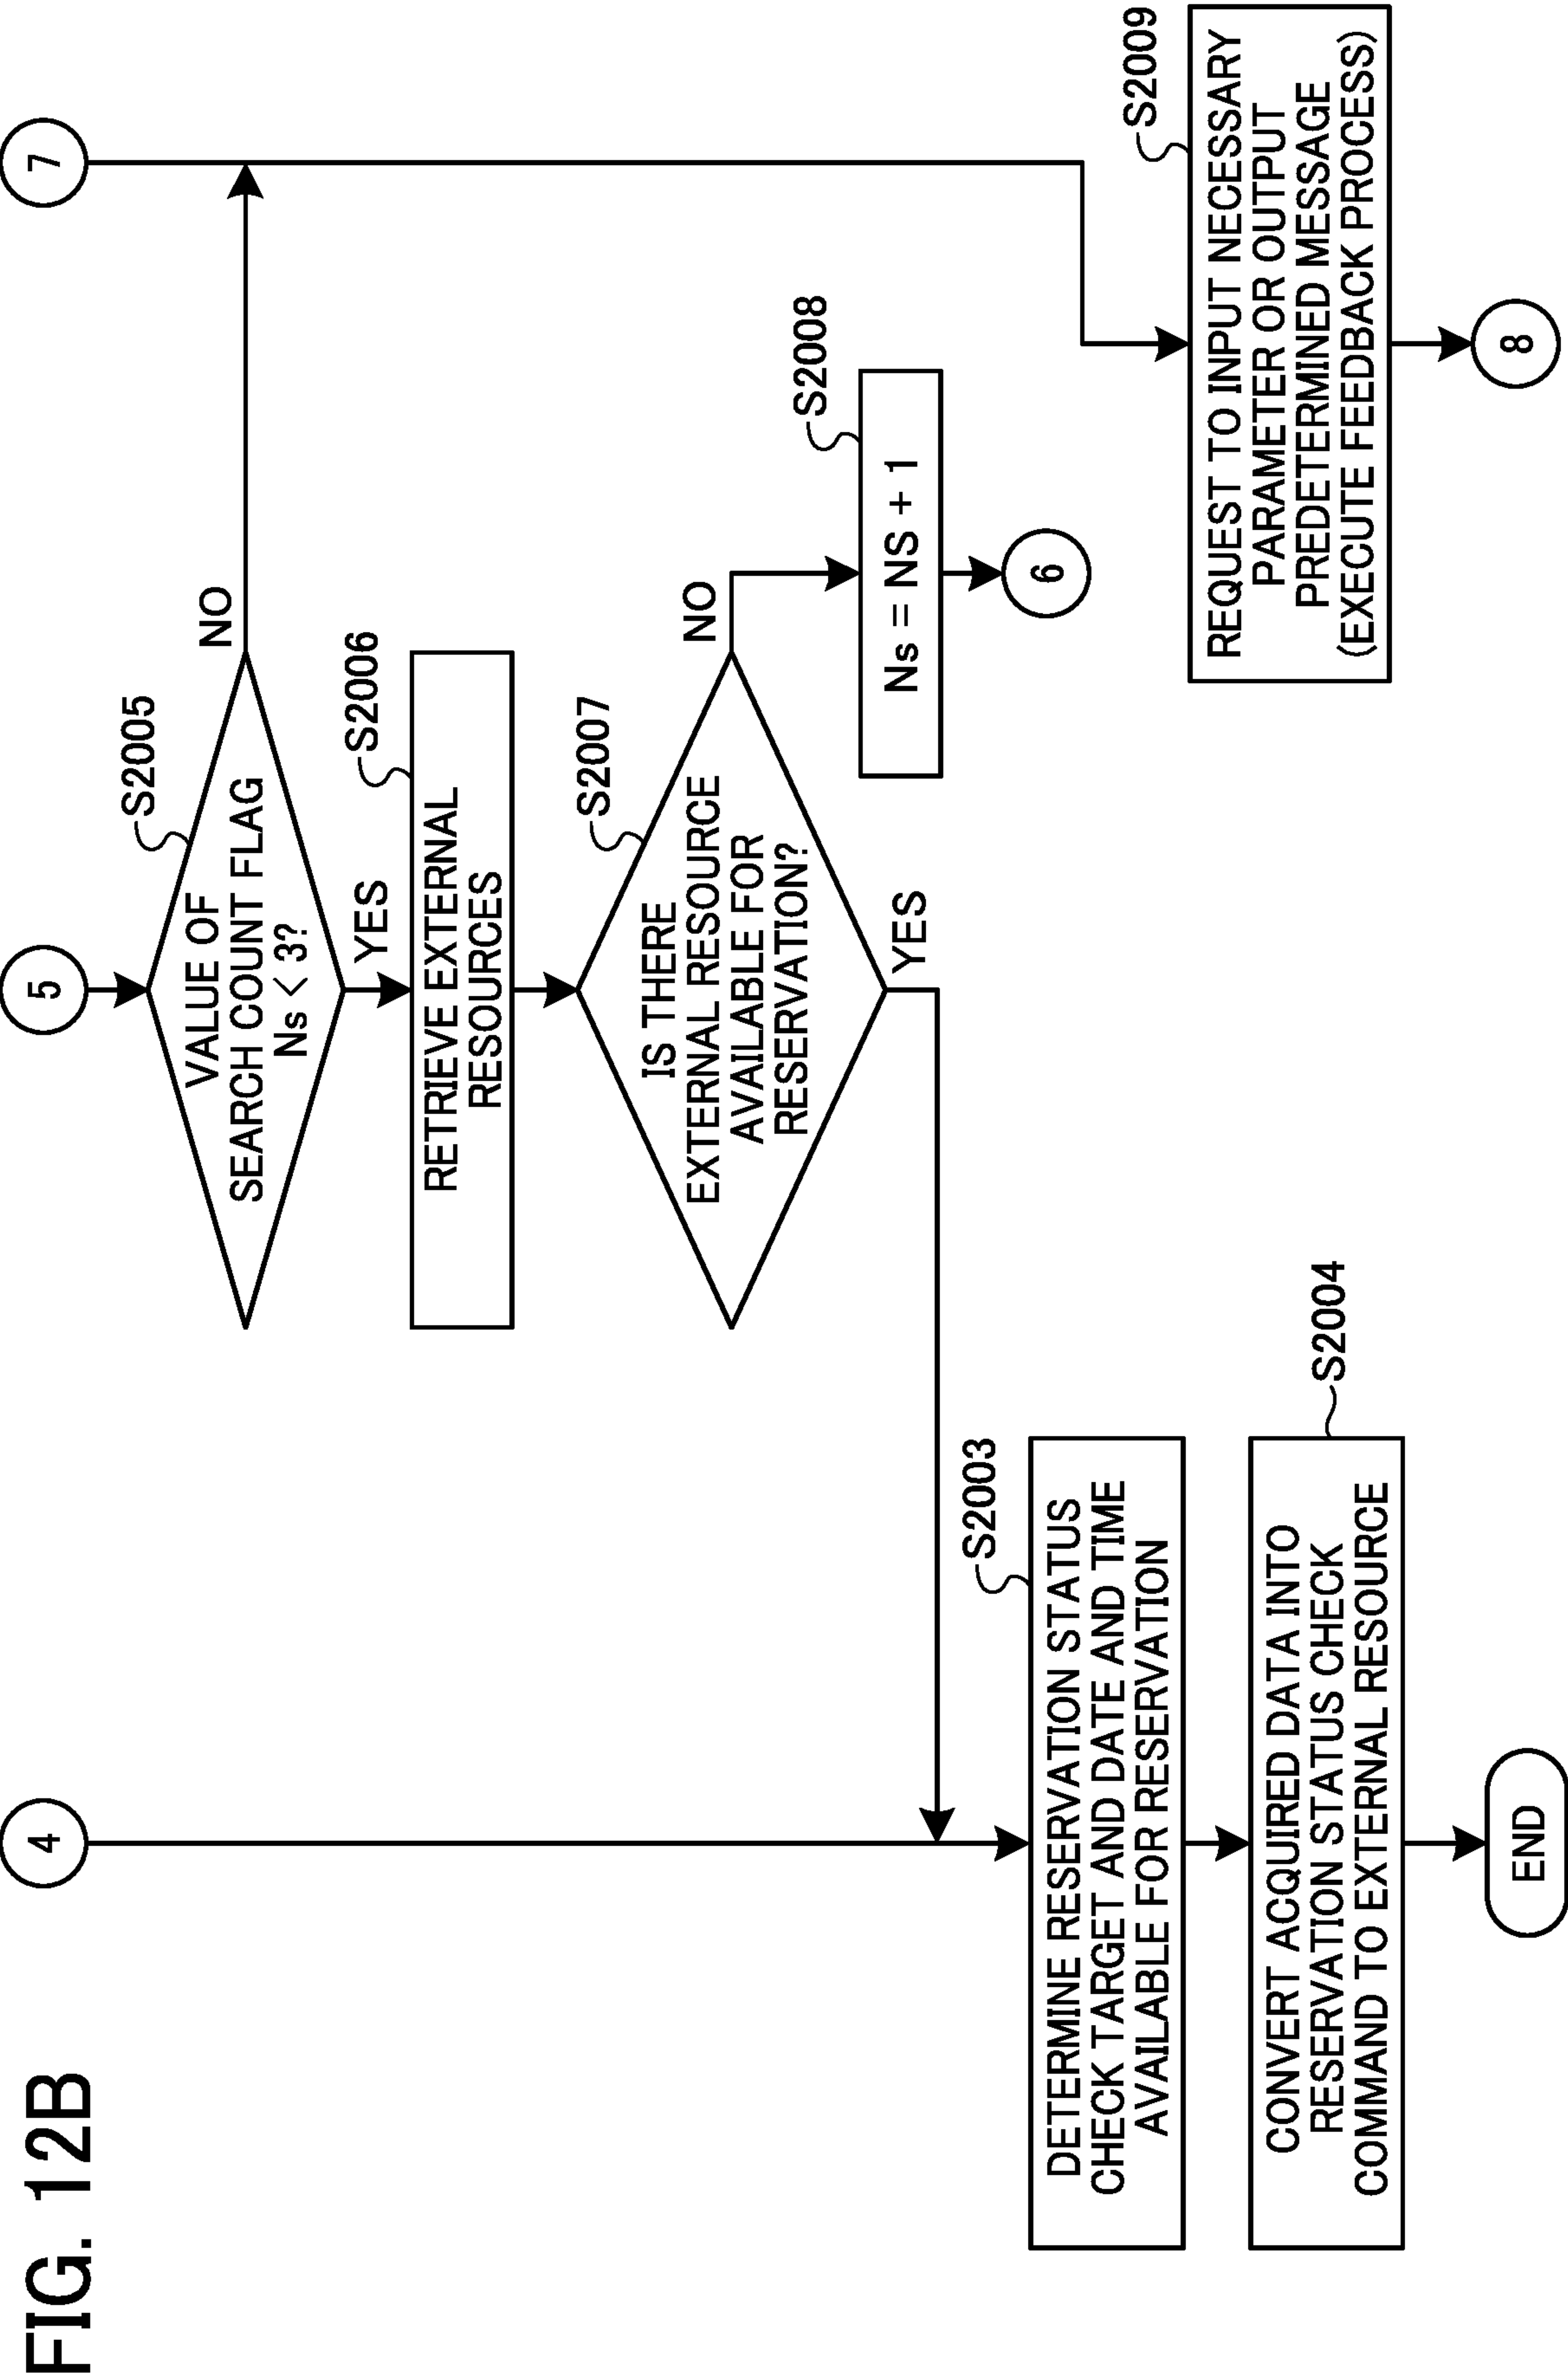 FIG. 12B
4
5
7
S2005
VALUE OF
SEARCH COUNT FLAG
Ns < 3?
NO
YES
S2006
RETRIEVE EXTERNAL
RESOURCES
S2007
IS THERE
EXTERNAL RESOURCE
AVAILABLE FOR
RESERVATION?
NO
YES
S2008
Ns = NS + 1
6
S2003
DETERMINE RESERVATION STATUS
CHECK TARGET AND DATE AND TIME
AVAILABLE FOR RESERVATION
S2004
CONVERT ACQUIRED DATA INTO
RESERVATION STATUS CHECK
COMMAND TO EXTERNAL RESOURCE
END
S2009
REQUEST TO INPUT NECESSARY
PARAMETER OR OUTPUT
PREDETERMINED MESSAGE
(EXECUTE FEEDBACK PROCESS)
8